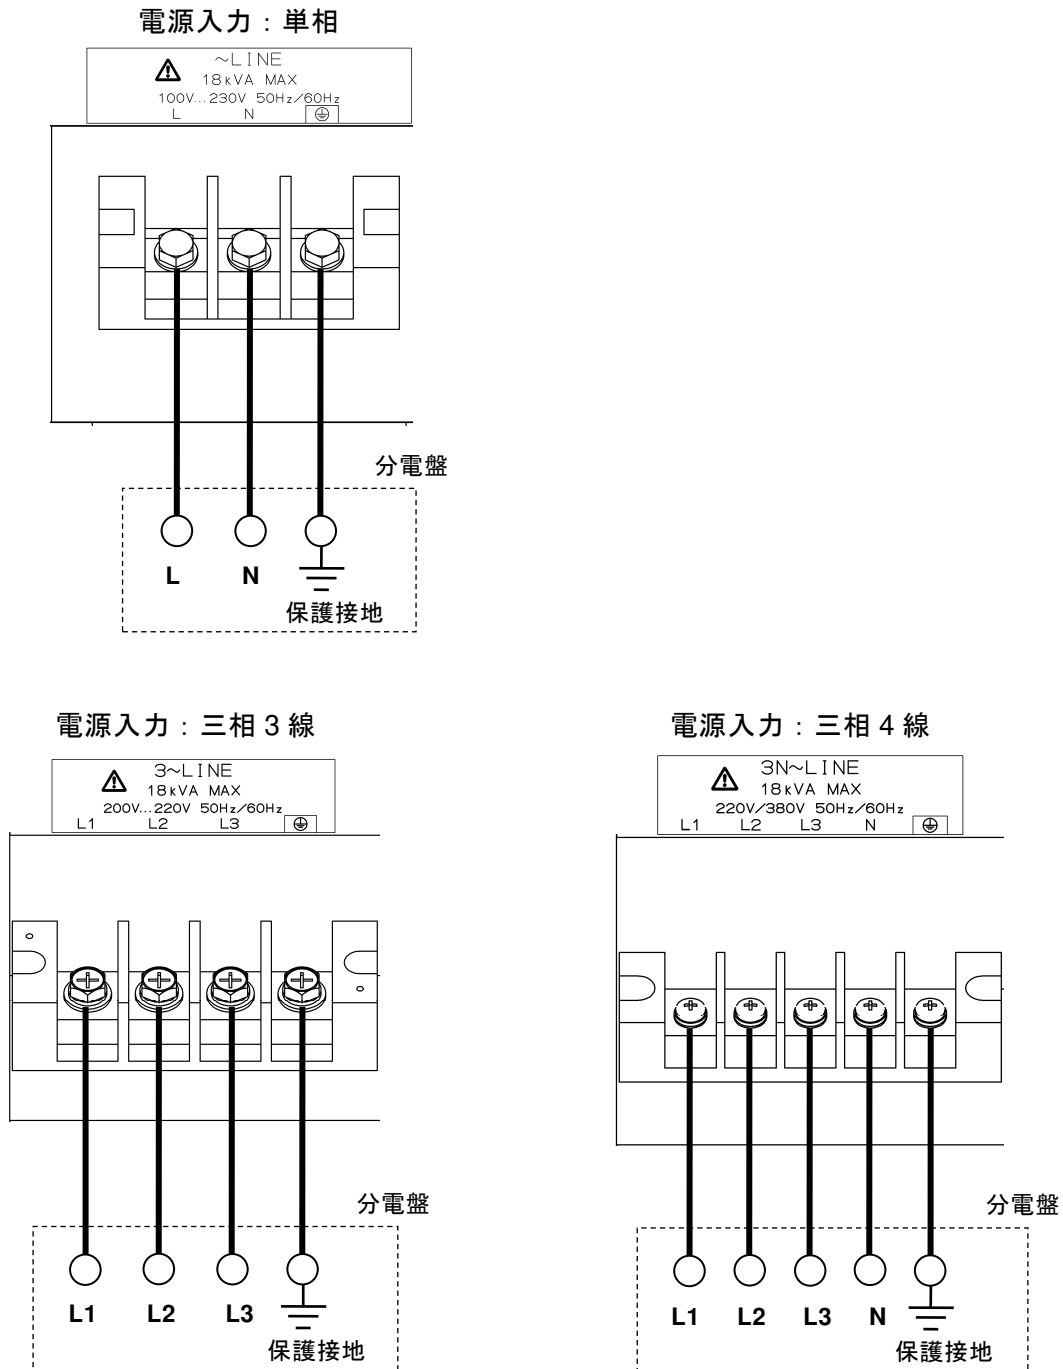 電源入力：単相
～LINE
18kVA MAX
100V...230V 50Hz/60Hz
L N
分電盤
L N
保護接地
電源入力：三相3線
3～LINE
18kVA MAX
200V...220V 50Hz/60Hz
L1 L2 L3
分電盤
L1 L2 L3
保護接地
電源入力：三相4線
3N～LINE
18kVA MAX
220V/380V 50Hz/60Hz
L1 L2 L3 N
分電盤
L1 L2 L3 N
保護接地